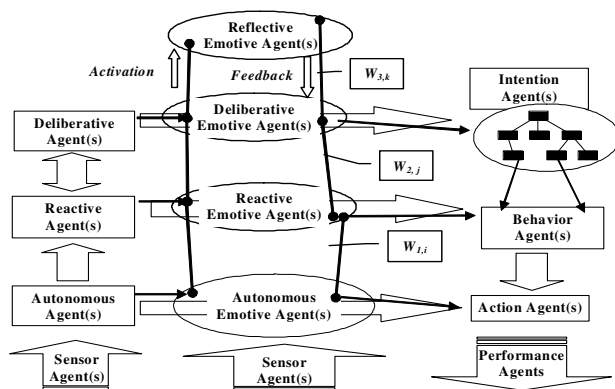 Reflective
Emotive Agent(s)
Activation
Feedback
W3,k
Intention
Agent(s)
Deliberative
Agent(s)
Deliberative
Emotive Agent(s)
W2, j
Reactive
Agent(s)
Reactive
Emotive Agent(s)
Behavior
Agent(s)
W1,i
Autonomous
Agent(s)
Autonomous
Emotive Agent(s)
Action Agent(s)
Sensor
Agent(s)
Sensor
Agent(s)
Performance
Agents